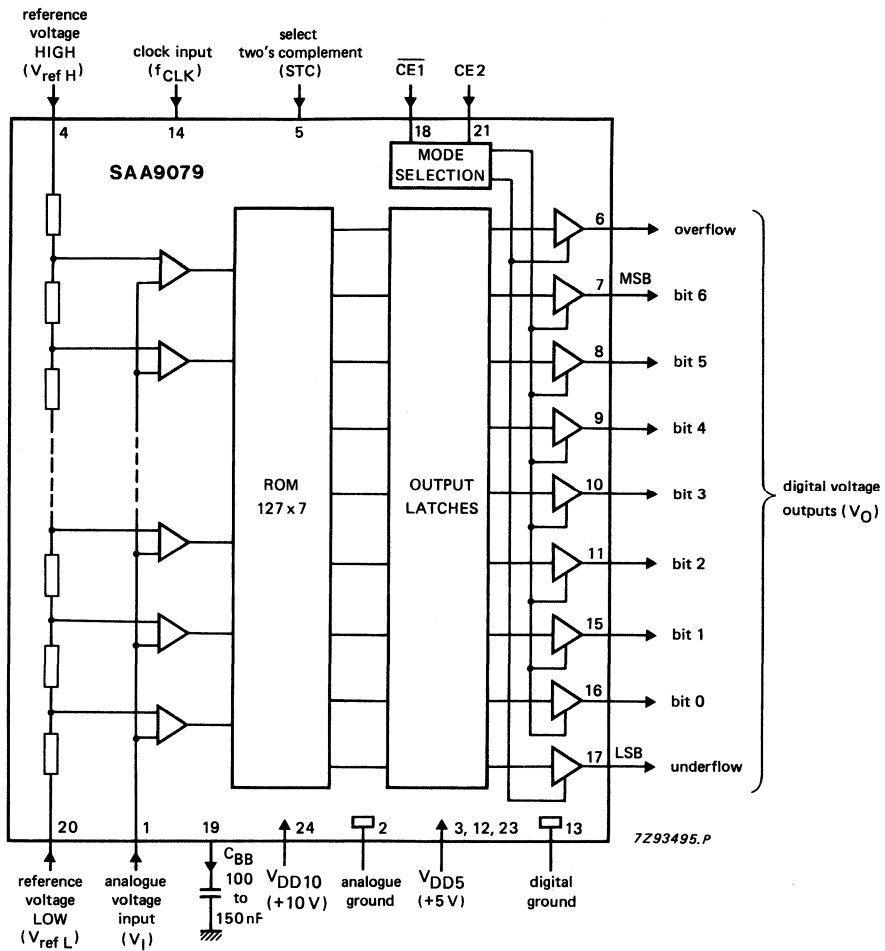 reference
voltage
HIGH
(Vref H)
clock input
(fCLK)
select
two's complement
(STC)
CE1
CE2
4
14
5
18
21
SAA9079
MODE
SELECTION
6
overflow
7
MSB
bit 6
8
bit 5
9
bit 4
ROM
127 x 7
OUTPUT
LATCHES
10
bit 3
digital voltage
outputs (VO)
11
bit 2
15
bit 1
16
bit 0
17
LSB
underflow
20
1
19
24
2
3, 12, 23
13
7Z93495.P
reference
voltage
LOW
(Vref L)
analogue
voltage
input
(VI)
CBB
100
to
150 nF
VDD10
(+10 V)
analogue
ground
VDD5
(+5 V)
digital
ground